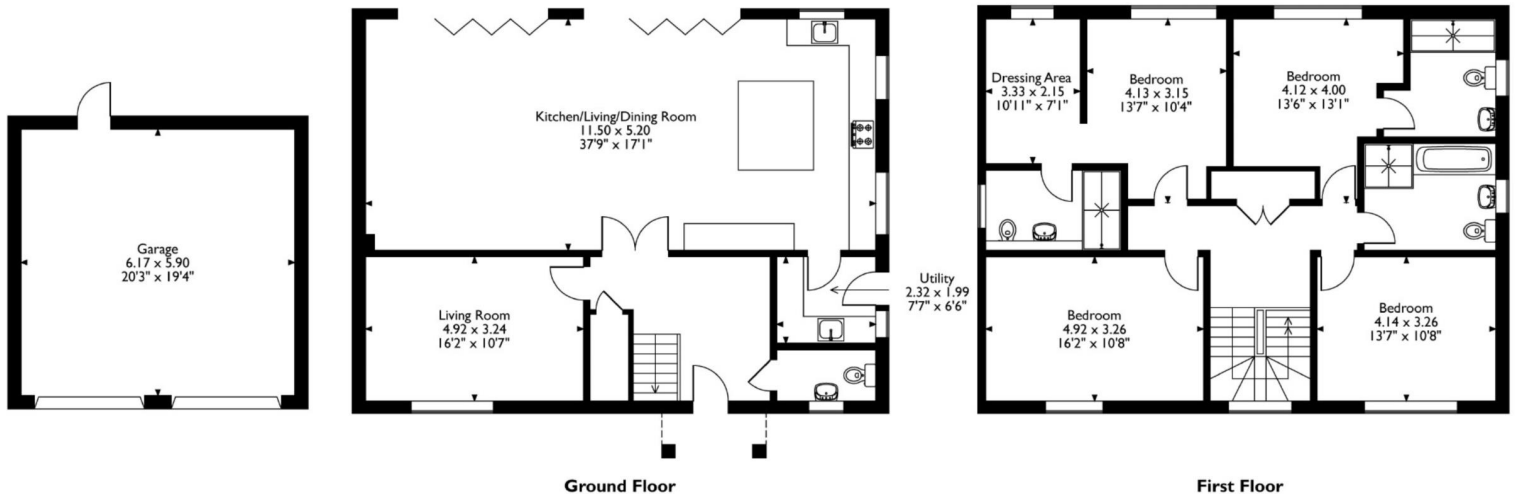 Garage
6.17 x 5.90
20'3" x 19'4"
Kitchen/Living/Dining Room
11.50 x 5.20
37'9" x 17'1"
Living Room
4.92 x 3.24
16'2" x 10'7"
Utility
2.32 x 1.99
7'7" x 6'6"
Ground Floor
Dressing Area
3.33 x 2.15
10'11" x 7'1"
Bedroom
4.13 x 3.15
13'7" x 10'4"
Bedroom
4.12 x 4.00
13'6" x 13'1"
Bedroom
4.92 x 3.26
16'2" x 10'8"
Bedroom
4.14 x 3.26
13'7" x 10'8"
First Floor